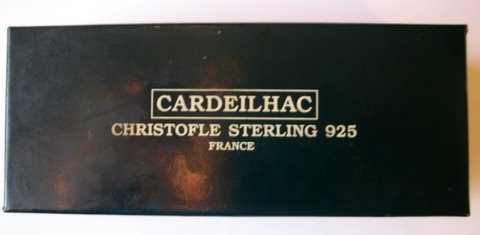 CARDEILHAC
CHRISTOFLE STERLING 925
FRANCE